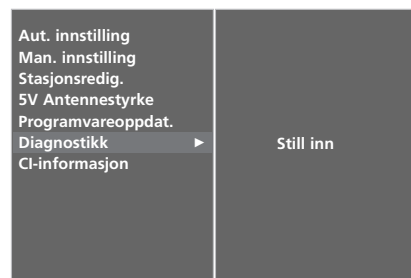 Aut. innstilling
Man. innstilling
Stasjonsredig.
5V Antennestyrke
Programvareoppdat.
Diagnostikk ►
Still inn
CI-informasjon